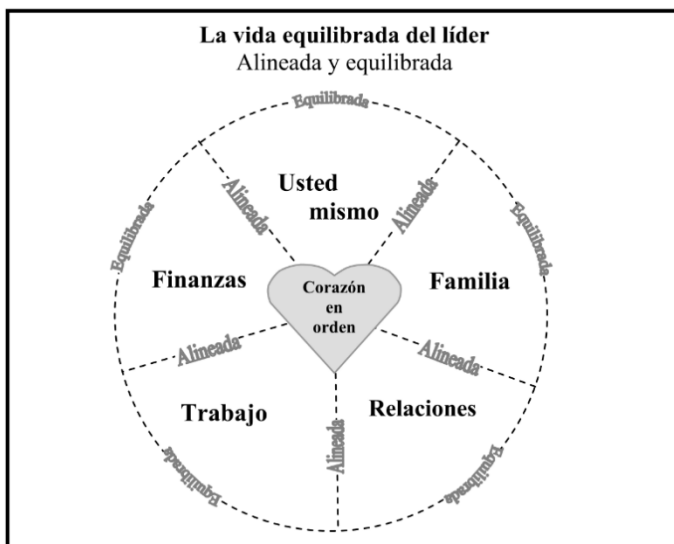 La vida equilibrada del líder
Alineada y equilibrada
Equilibrada
Alineada
Usted
mismo
Alineada
Equilibrada
Equilibrada
Finanzas
Corazón
en
orden
Familia
Alineada
Alineada
Trabajo
Relaciones
Alineada
Equilibrada
Equilibrada